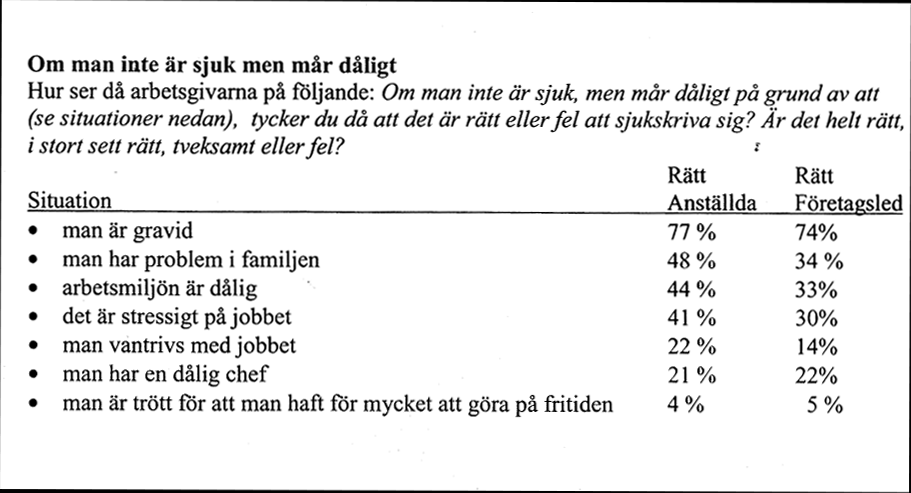 Om man inte är sjuk men mår dåligt
Hur ser då arbetsgivarna på följande: Om man inte är sjuk, men mår dåligt på grund av att
(se situationer nedan), tycker du då att det är rätt eller fel att sjukskriva sig? Är det helt rätt,
i stort sett rätt, tveksamt eller fel?
Rätt Rätt
Situation Anställda Företagsled
• man är gravid 77 % 74%
• man har problem i familjen 48 % 34 %
• arbetsmiljön är dålig 44 % 33%
• det är stressigt på jobbet 41 % 30%
• man vantrivs med jobbet 22 % 14%
• man har en dålig chef 21 % 22%
• man är trött för att man haft för mycket att göra på fritiden 4 % 5 %